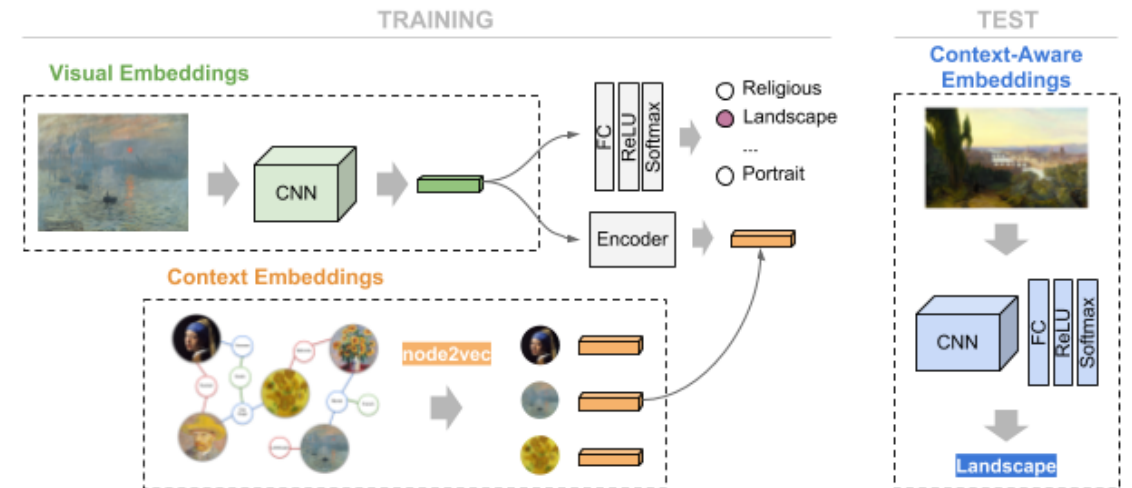 TRAINING
TEST
Visual Embeddings
Context-Aware
Embeddings
CNN
FC
ReLU
Softmax
Religious
Landscape
...
Portrait
Encoder
Context Embeddings
node2vec
CNN
FC
ReLU
Softmax
Landscape